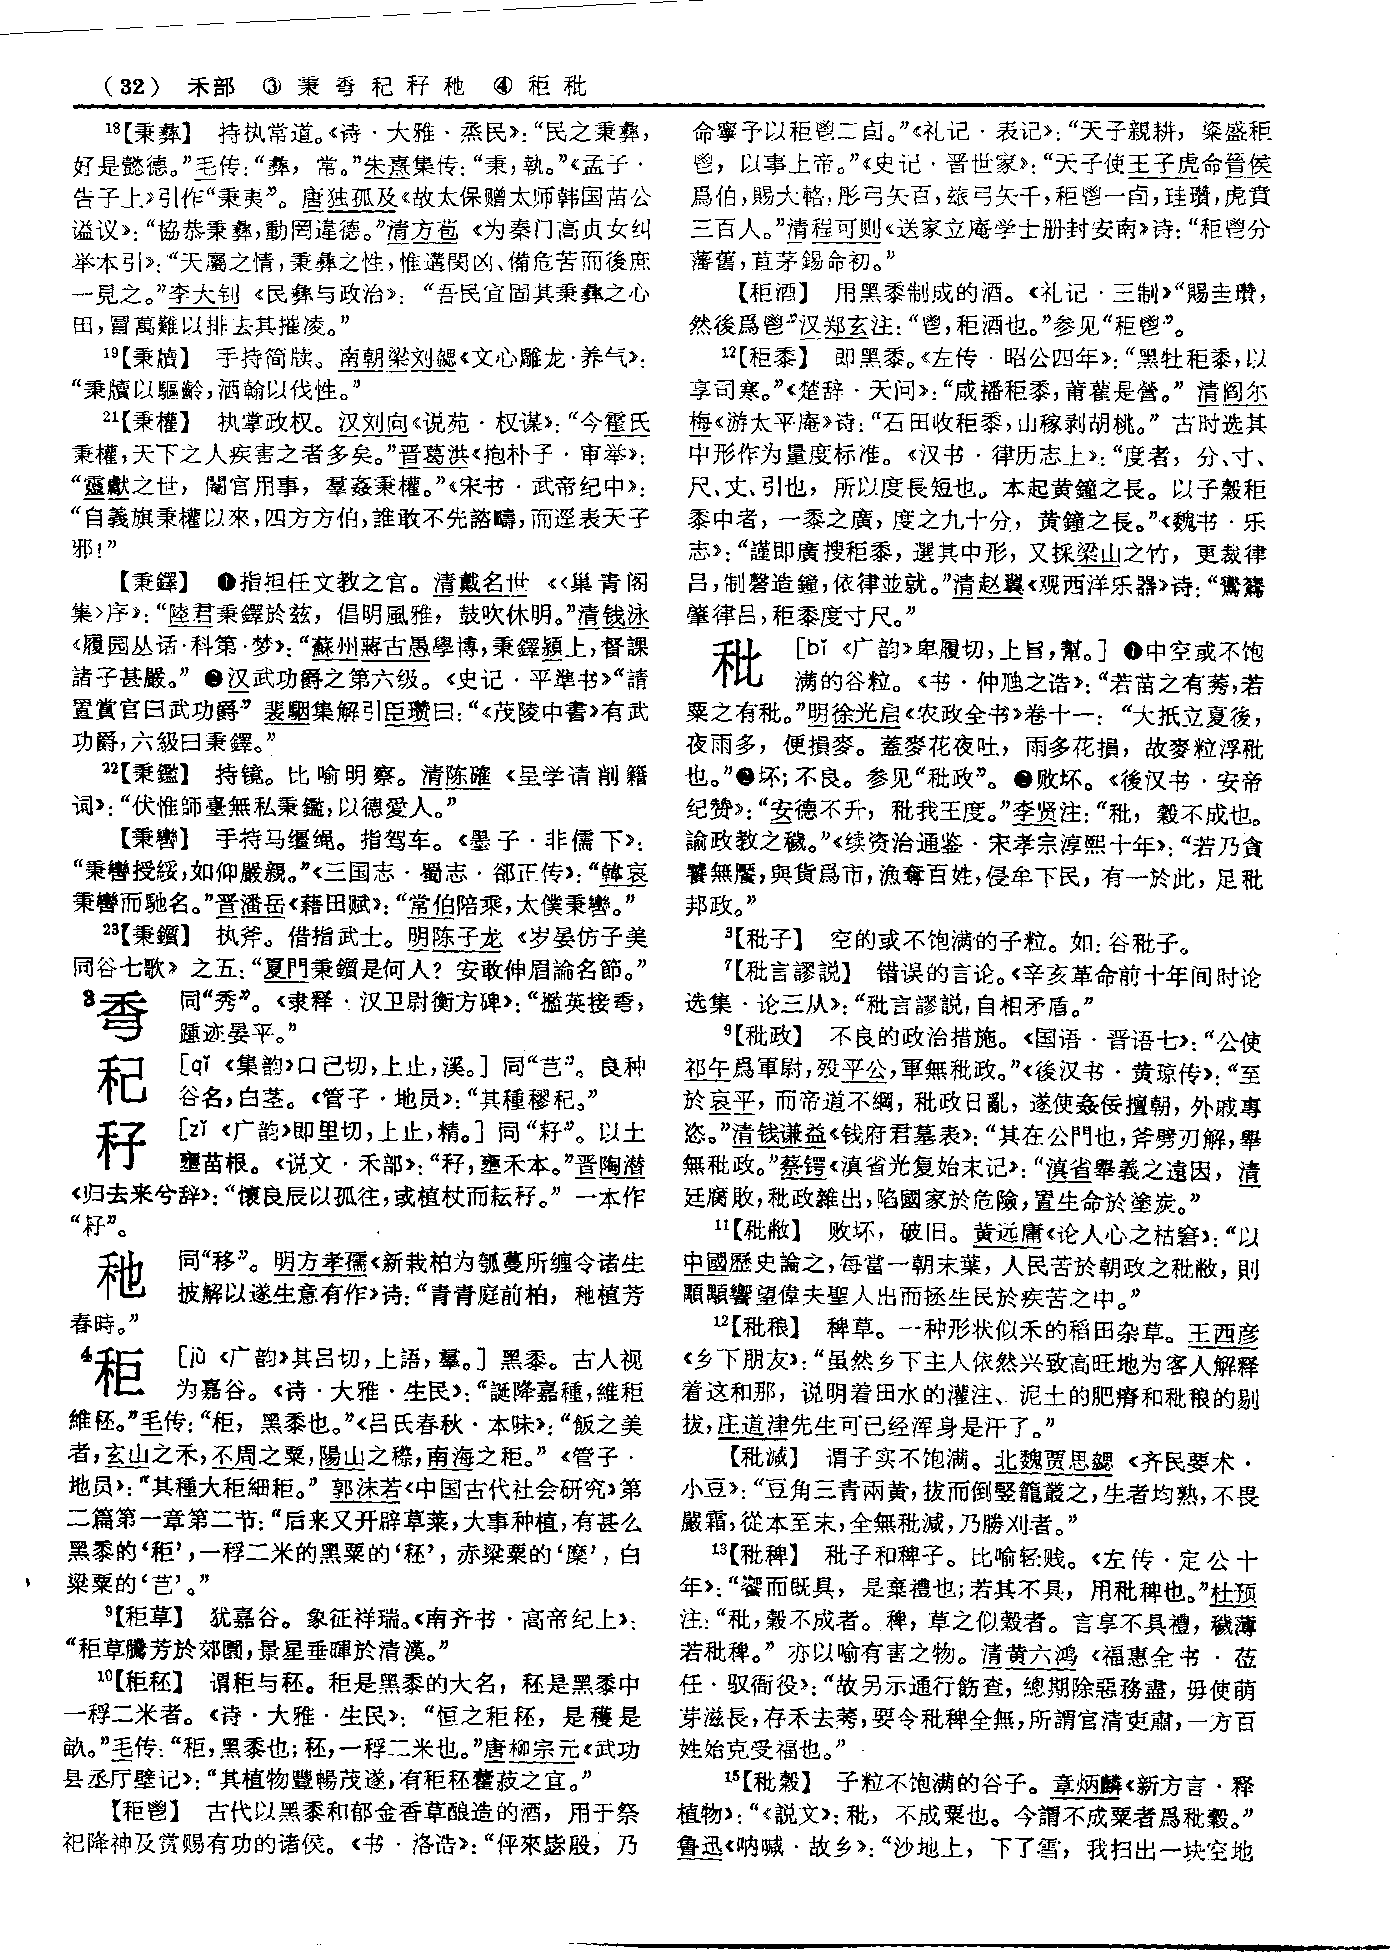 (32) 禾部 ③ 秉 秀 杞 秄 秇 ④ 秬 秕
¹⁸【秉彝】 持执常道。《诗·大雅·烝民》：“民之秉彝，
好是懿德。”毛传：“彝，常。”朱熹集传：“秉，執。”《孟子·
告子上》引作“秉夷”。唐独孤及《故太保赠太师韩国苗公
谥议》：“協恭秉彝，動罔違德。”清方苞《为秦门高贞女纠
举本引》：“天屬之情，秉彝之性，惟遘閔凶、備危苦而後庶
一見之。”李大钊《民彝与政治》：“吾民宜固其秉彝之心
田，冒萬難以排去其摧凌。”
¹⁹【秉牘】 手持简牍。南朝梁刘勰《文心雕龙·养气》：
“秉牘以驅齡，洒翰以伐性。”
²¹【秉權】 执掌政权。汉刘向《说苑·权谋》：“今霍氏
秉權，天下之人疾害之者多矣。”晋葛洪《抱朴子·审举》：
“靈獻之世，閹官用事，羣姦秉權。”《宋书·武帝纪中》：
“自義旗秉權以來，四方方伯，誰敢不先諮疇，而逕表天子
邪！”
【秉鐸】 ❶指担任文教之官。清戴名世《〈巢青阁
集〉序》：“陸君秉鐸於兹，倡明風雅，鼓吹休明。”清钱泳
《履园丛话·科第·梦》：“蘇州蔣古愚學博，秉鐸潁上，督課
諸子甚嚴。”❷汉武功爵之第六级。《史记·平準书》“請
置賞官曰武功爵”裴駰集解引臣瓒曰：“《茂陵中書》有武
功爵，六級曰秉鐸。”
²²【秉鑑】 持镜。比喻明察。清陈確《呈学请削籍
词》：“伏惟師臺無私秉鑑，以德愛人。”
【秉轡】 手持马缰绳。指驾车。《墨子·非儒下》：
“秉轡授綏，如仰嚴親。”《三国志·蜀志·郤正传》：“韓哀
秉轡而馳名。”晋潘岳《藉田赋》：“常伯陪乘，太僕秉轡。”
²³【秉鑕】 执斧。借指武士。明陈子龙《岁晏仿子美
同谷七歌》之五：“夏門秉鑕是何人？安敢伸眉論名節。”
³ 同“秀”。《隶释·汉卫尉衡方碑》：“㩜英接秀，
踵迹晏平。”
[qǐ 《集韵》口己切，上止，溪。]同“芑”。良种
谷名，白茎。《管子·地员》：“其種穋杞。”
秄 [zǐ 《广韵》即里切，上止，精。]同“耔”。以土
壅苗根。《说文·禾部》：“秄，壅禾本。”晋陶潜
《归去来兮辞》：“懷良辰以孤往，或植杖而耘秄。”一本作
“耔”。
同“移”。明方孝孺《新栽柏为瓠蔓所缠令诸生
披解以遂生意有作》诗：“青青庭前柏，植芳
春時。”
⁴秬 [jù 《广韵》其吕切，上語，羣。]黑黍。古人视
为嘉谷。《诗·大雅·生民》：“誕降嘉種，維秬
維秠。”毛传：“秬，黑黍也。”《吕氏春秋·本味》：“飯之美
者，玄山之禾，不周之粟，陽山之穄，南海之秬。”《管子·
地员》：“其種大秬細秬。”郭沫若《中国古代社会研究》第
二篇第一章第二节：“后来又开辟草莱，大事种植，有甚么
黑黍的‘秬’，一稃二米的黑粟的‘秠’，赤粱粟的‘穈’，白
粱粟的‘芑’。”
⁹【秬草】 犹嘉谷。象征祥瑞。《南齐书·高帝纪上》：
“秬草騰芳於郊園，景星垂暉於清漢。”
¹⁰【秬秠】 谓秬与秠。秬是黑黍的大名，秠是黑黍中
一稃二米者。《诗·大雅·生民》：“恒之秬秠，是穫是
畝。”毛传：“秬，黑黍也；秠，一稃二米也。”唐柳宗元《武功
县丞厅壁记》：“其植物豐暢茂遂，有秬秠藿菽之宜。”
【秬鬯】 古代以黑黍和郁金香草酿造的酒，用于祭
祀降神及赏赐有功的诸侯。《书·洛诰》：“伻來毖殷，乃
命寧予以秬鬯二卣。”《礼记·表记》：“天子親耕，粢盛秬
鬯，以事上帝。”《史记·晋世家》：“天子使王子虎命晉侯
爲伯，賜大輅，彤弓矢百，玈弓矢千，秬鬯一卣，珪瓚，虎賁
三百人。”清程可则《送家立庵学士册封安南》诗：“秬鬯分
藩舊，苴茅錫命初。”
【秬酒】 用黑黍制成的酒。《礼记·王制》“賜圭瓚，
然後爲鬯”汉郑玄注：“鬯，秬酒也。”参见“秬鬯”。
¹²【秬黍】 即黑黍。《左传·昭公四年》：“黑牡秬黍，以
享司寒。”《楚辞·天问》：“咸播秬黍，莆雚是營。”清阎尔
梅《游太平庵》诗：“石田收秬黍，山稼剥胡桃。”古时选其
中形作为量度标准。《汉书·律历志上》：“度者，分、寸、
尺、丈、引也，所以度長短也。本起黄鐘之長。以子穀秬
黍中者，一黍之廣，度之九十分，黄鐘之長。”《魏书·乐
志》：“謹即廣搜秬黍，選其中形，又採梁山之竹，更裁律
吕，制磬造鐘，依律並就。”清赵翼《观西洋乐器》诗：“鸑鷟
肇律吕，秬黍度寸尺。”
秕 [bǐ 《广韵》卑履切，上旨，幫。]❶中空或不饱
满的谷粒。《书·仲虺之诰》：“若苗之有莠，若
粟之有秕。”明徐光启《农政全书》卷十一：“大抵立夏後，
夜雨多，便損麥。蓋麥花夜吐，雨多花損，故麥粒浮秕
也。”❷坏；不良。参见“秕政”。❸败坏。《後汉书·安帝
纪赞》：“安德不升，秕我王度。”李贤注：“秕，穀不成也。
諭政教之穢。”《续资治通鉴·宋孝宗淳熙十年》：“若乃貪
饕無饜，與貨爲市，漁奪百姓，侵牟下民，有一於此，足秕
邦政。”
³【秕子】 空的或不饱满的子粒。如：谷秕子。
⁷【秕言謬説】 错误的言论。《辛亥革命前十年间时论
选集·论三从》：“秕言謬説，自相矛盾。”
⁹【秕政】 不良的政治措施。《国语·晋语七》：“公使
祁午爲軍尉，殁平公，軍無秕政。”《後汉书·黄琼传》：“至
於哀平，而帝道不綱，秕政日亂，遂使姦佞擅朝，外戚專
恣。”清钱谦益《钱府君墓表》：“其在公門也，斧劈刃解，舉
無秕政。”蔡锷《滇省光复始末记》：“滇省舉義之遠因，清
廷腐敗，秕政雜出，陷國家於危險，置生命於塗炭。”
¹¹【秕敝】 败坏，破旧。黄远庸《论人心之枯窘》：“以
中國歷史論之，每當一朝末葉，人民苦於朝政之秕敝，則
顒顒嚮望偉夫聖人出而拯生民於疾苦之中。”
¹²【秕稂】 稗草。一种形状似禾的稻田杂草。王西彦
《乡下朋友》：“虽然乡下主人依然兴致高旺地为客人解释
着这和那，说明着田水的灌注、泥土的肥瘠和秕稂的剔
拔，庄道津先生可已经浑身是汗了。”
【秕減】 谓子实不饱满。北魏贾思勰《齐民要术·
小豆》：“豆角三青兩黃，拔而倒豎籠叢之，生者均熟，不畏
嚴霜，從本至末，全無秕減，乃勝刈者。”
¹³【秕稗】 秕子和稗子。比喻轻贱。《左传·定公十
年》：“饗而既具，是棄禮也；若其不具，用秕稗也。”杜预
注：“秕，穀不成者。稗，草之似穀者。言享不具禮，穢薄
若秕稗。”亦以喻有害之物。清黄六鸿《福惠全书·莅
任·驭衙役》：“故另示通行飭查，總期除惡務盡，毋使萌
芽滋長，存禾去莠，要令秕稗全無，所謂官清吏肅，一方百
姓始克受福也。”
¹⁵【秕穀】 子粒不饱满的谷子。章炳麟《新方言·释
植物》：“《説文》：秕，不成粟也。今謂不成粟者爲秕穀。”
鲁迅《呐喊·故乡》：“沙地上，下了雪，我扫出一块空地